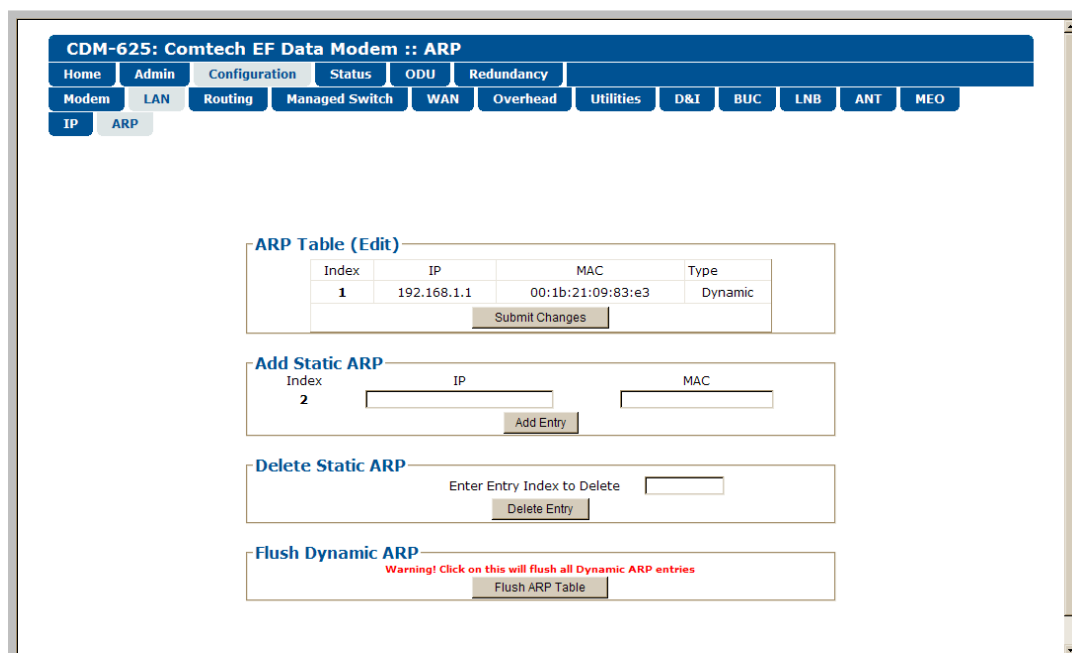 CDM-625: Comtech EF Data Modem :: ARP
Home Admin Configuration Status ODU Redundancy
Modem LAN Routing Managed Switch WAN Overhead Utilities D&I BUC LNB ANT MEO
IP ARP
ARP Table (Edit)
Index IP MAC Type
1 192.168.1.1 00:1b:21:09:83:e3 Dynamic
Submit Changes
Add Static ARP
Index IP MAC
2
Add Entry
Delete Static ARP
Enter Entry Index to Delete
Delete Entry
Flush Dynamic ARP
Warning! Click on this will flush all Dynamic ARP entries
Flush ARP Table